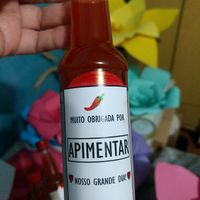 MUITO OBRIGADA POR
APIMENTAR
NOSSO GRANDE DIA!